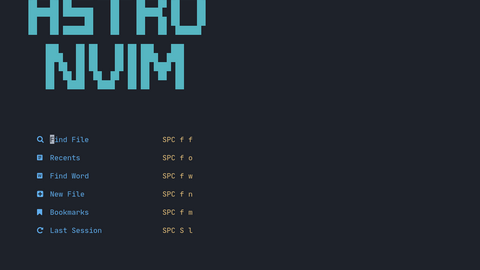 ASTRO
NVIM
Find File SPC f f
Recents SPC f o
Find Word SPC f w
New File SPC f n
Bookmarks SPC f m
Last Session SPC S l